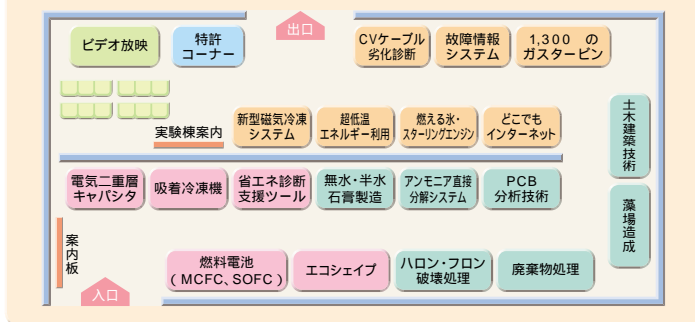 出口
ビデオ放映
特許
コーナー
CVケーブル
劣化診断
故障情報
システム
1,300 の
ガスタービン
実験棟案内
新型磁気冷凍
システム
超低温
エネルギー利用
燃える氷・
スターリングエンジン
どこでも
インターネット
土木建築技術
電気二重層
キャパシタ
吸着冷凍機
省エネ診断
支援ツール
無水・半水
石膏製造
アンモニア直接
分解システム
PCB
分析技術
藻場造成
案内板
燃料電池
(MCFC、SOFC)
エコシェイプ
ハロン・フロン
破壊処理
廃棄物処理
入口